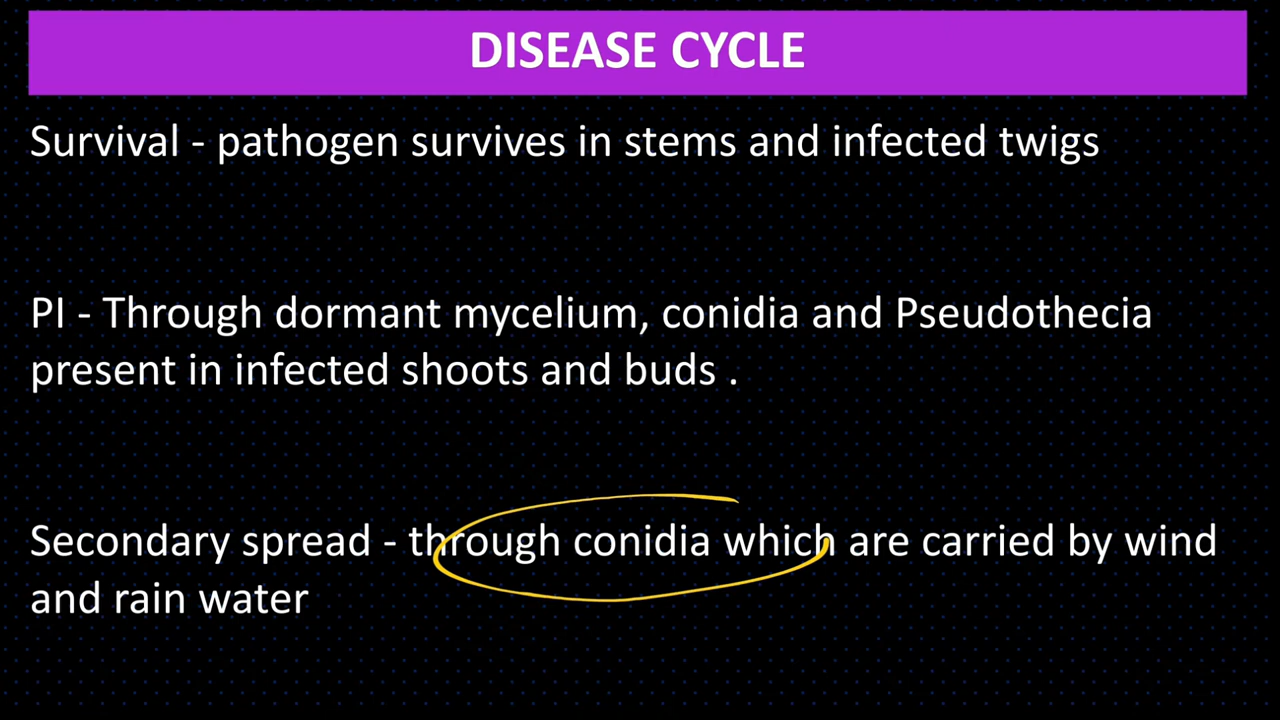 DISEASE CYCLE
Survival - pathogen survives in stems and infected twigs
PI - Through dormant mycelium, conidia and Pseudothecia
present in infected shoots and buds .
Secondary spread - through conidia which are carried by wind
and rain water